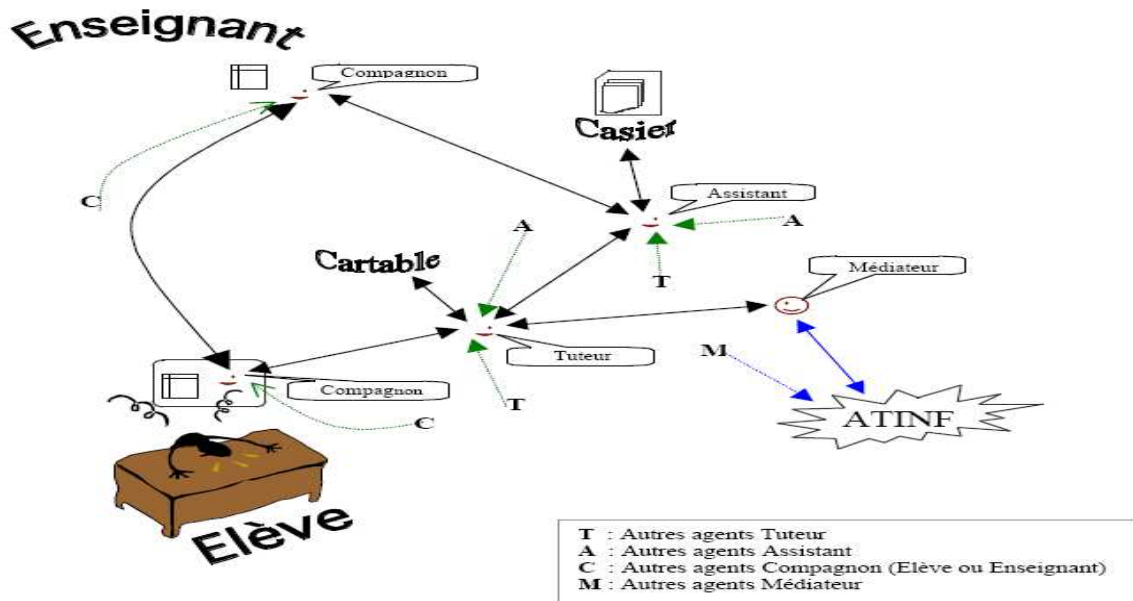 Enseignant
Compagnon
Casier
Assistant
C
A
A
Cartable
T
Médiateur
M
Tuteur
Compagnon
T
C
ATINF
Elève
T : Autres agents Tuteur
A : Autres agents Assistant
C : Autres agents Compagnon (Elève ou Enseignant)
M : Autres agents Médiateur